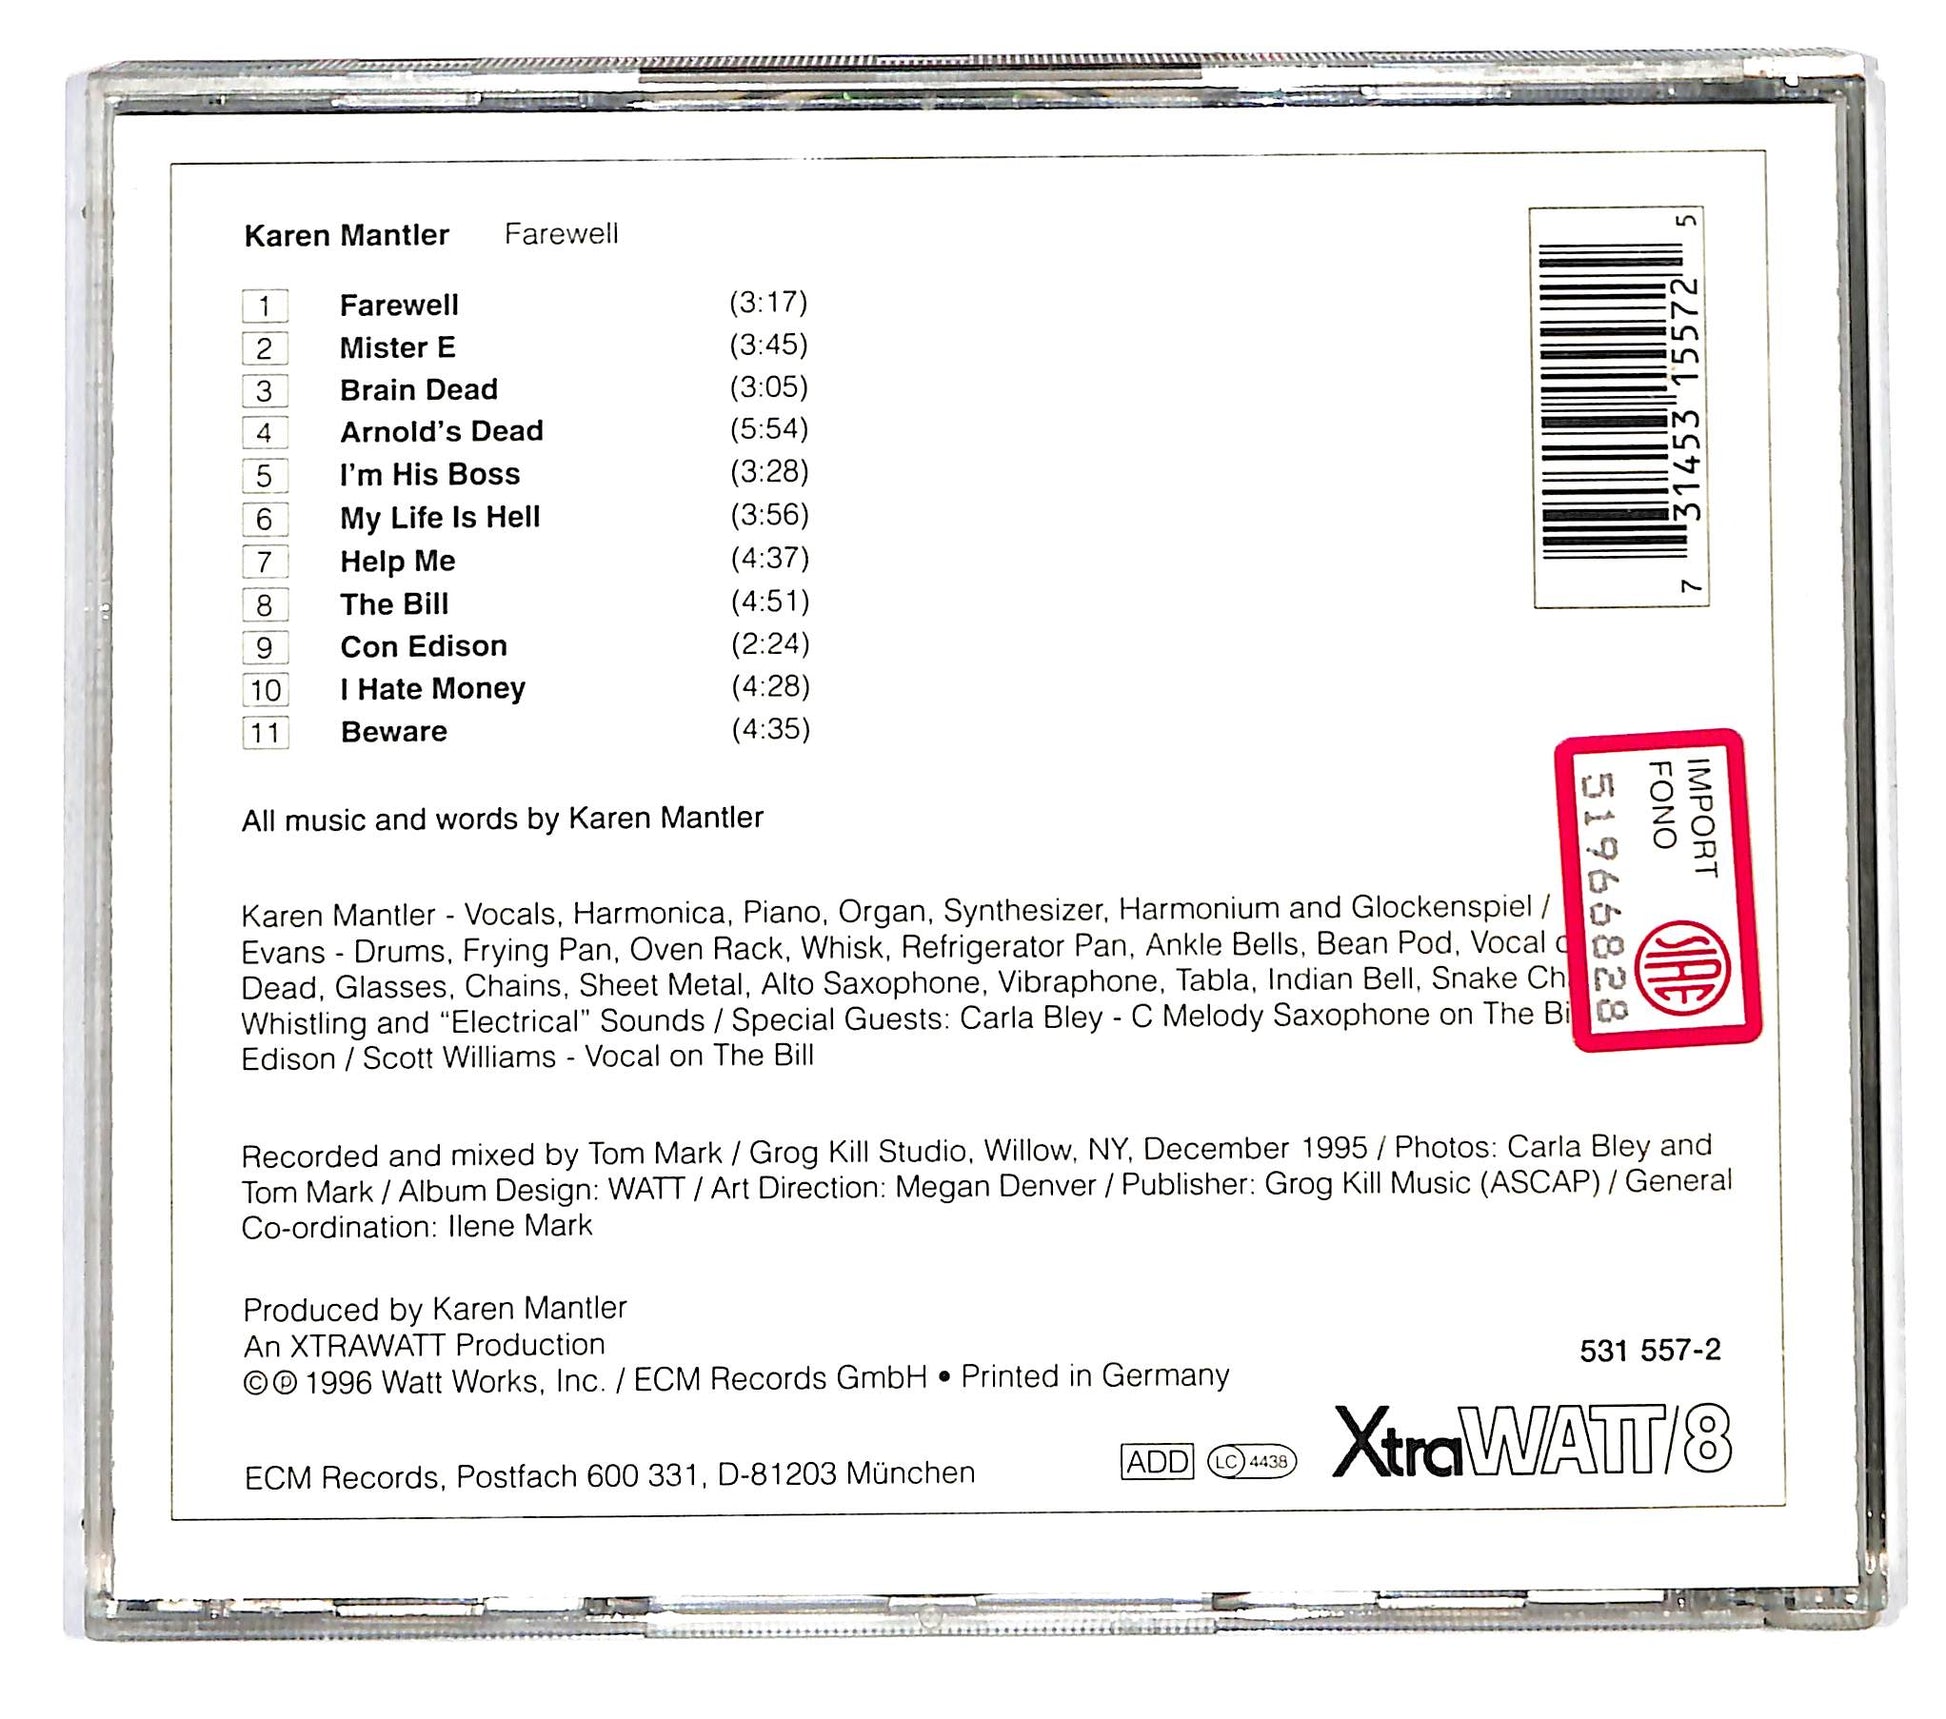 Karen Mantler Farewell
1 Farewell (3:17)
2 Mister E (3:45)
3 Brain Dead (3:05)
4 Arnold's Dead (5:54)
5 I'm His Boss (3:28)
6 My Life Is Hell (3:56)
7 Help Me (4:37)
8 The Bill (4:51)
9 Con Edison (2:24)
10 I Hate Money (4:28)
11 Beware (4:35)
All music and words by Karen Mantler
Karen Mantler - Vocals, Harmonica, Piano, Organ, Synthesizer, Harmonium and Glockenspiel /
Evans - Drums, Frying Pan, Oven Rack, Whisk, Refrigerator Pan, Ankle Bells, Bean Pod, Vocal
Dead, Glasses, Chains, Sheet Metal, Alto Saxophone, Vibraphone, Tabla, Indian Bell, Snake
Whistling and “Electrical” Sounds / Special Guests: Carla Bley - C Melody Saxophone on The
Edison / Scott Williams - Vocal on The Bill
Recorded and mixed by Tom Mark / Grog Kill Studio, Willow, NY, December 1995 / Photos: Carla Bley and
Tom Mark / Album Design: WATT / Art Direction: Megan Denver / Publisher: Grog Kill Music (ASCAP) / General
Co-ordination: Ilene Mark
Produced by Karen Mantler
An XTRAWATT Production
©℗ 1996 Watt Works, Inc. / ECM Records GmbH • Printed in Germany
ECM Records, Postfach 600 331, D-81203 München
ADD
LC 4438
531 557-2
XtraWATT/8
7 31453 15572 5
IMPORT
FONO
SIAE
51966828